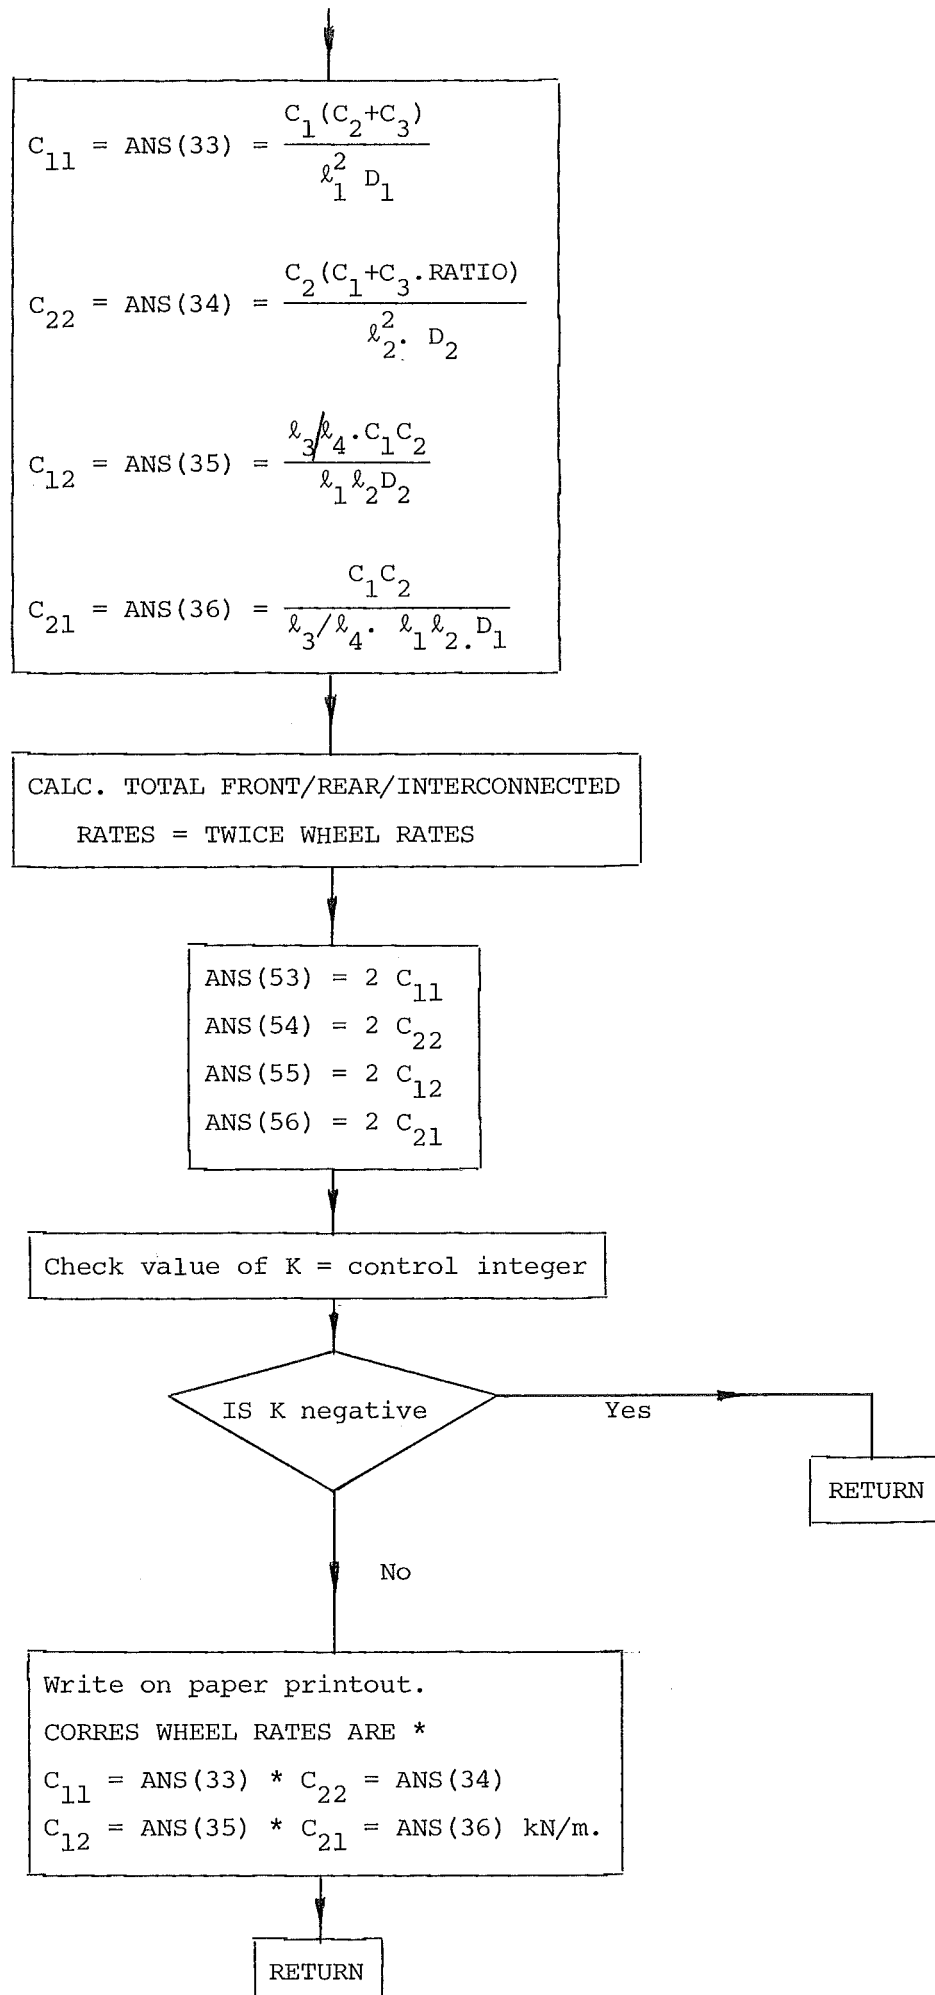 C₁₁ = ANS(33) = C₁(C₂+C₃) / ℓ₁² D₁
C₂₂ = ANS(34) = C₂(C₁+C₃.RATIO) / ℓ₂². D₂
C₁₂ = ANS(35) = ℓ₃/ℓ₄.C₁C₂ / ℓ₁ℓ₂D₂
C₂₁ = ANS(36) = C₁C₂ / ℓ₃/ℓ₄. ℓ₁ℓ₂.D₁
CALC. TOTAL FRONT/REAR/INTERCONNECTED
RATES = TWICE WHEEL RATES
ANS(53) = 2 C₁₁
ANS(54) = 2 C₂₂
ANS(55) = 2 C₁₂
ANS(56) = 2 C₂₁
Check value of K = control integer
IS K negative
Yes
RETURN
No
Write on paper printout.
CORRES WHEEL RATES ARE *
C₁₁ = ANS(33) * C₂₂ = ANS(34)
C₁₂ = ANS(35) * C₂₁ = ANS(36) kN/m.
RETURN